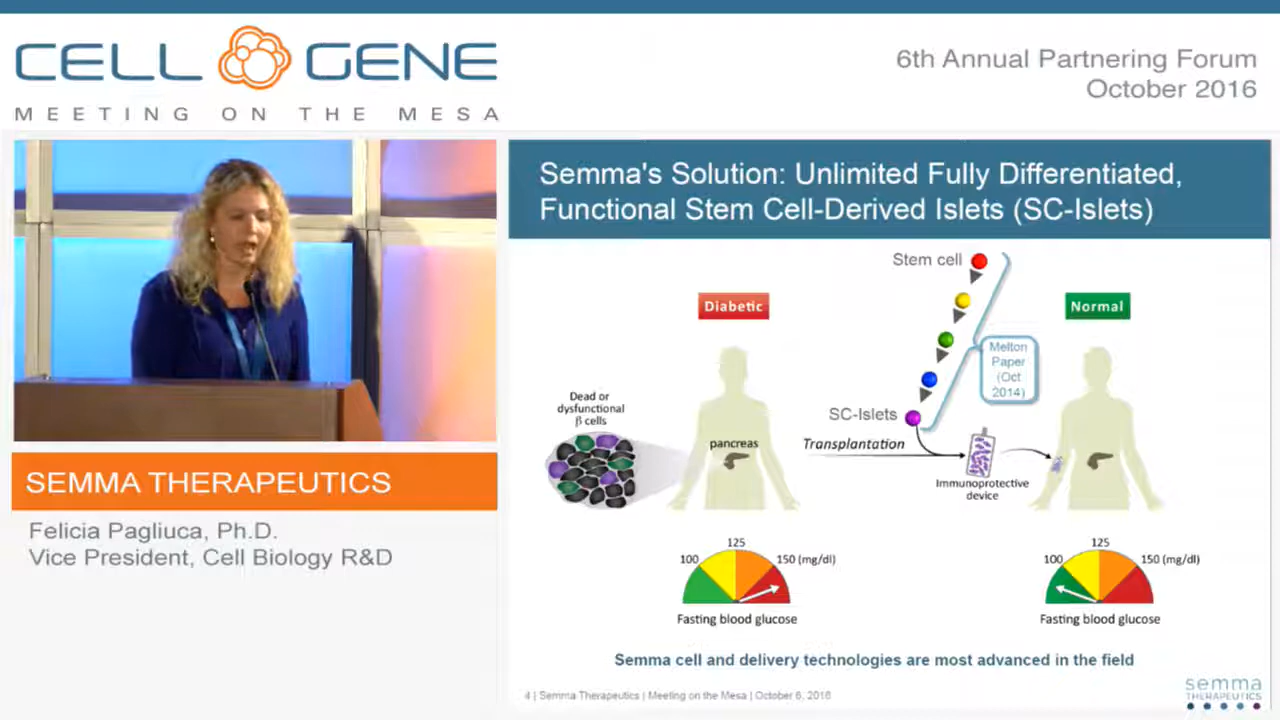 CELL GENE
MEETING ON THE MESA
6th Annual Partnering Forum
October 2016
SEMMA THERAPEUTICS
Felicia Pagliuca, Ph.D.
Vice President, Cell Biology R&D
Semma's Solution: Unlimited Fully Differentiated,
Functional Stem Cell-Derived Islets (SC-Islets)
Stem cell
Diabetic
Normal
Melton
Paper
(Oct
2014)
Dead or
dysfunctional
β cells
SC-Islets
pancreas
Transplantation
Immunoprotective
device
125
100
150 (mg/dl)
Fasting blood glucose
125
100
150 (mg/dl)
Fasting blood glucose
Semma cell and delivery technologies are most advanced in the field
4 | Semma Therapeutics | Meeting on the Mesa | October 6, 2016
semma
THERAPEUTICS